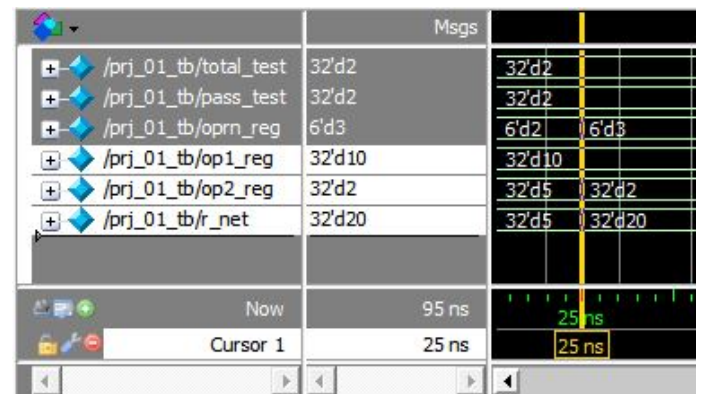 Msgs
/prj_01_tb/total_test 32'd2 32'd2
/prj_01_tb/pass_test 32'd2 32'd2
/prj_01_tb/oprn_reg 6'd3 6'd2 6'd3
/prj_01_tb/op1_reg 32'd10 32'd10
/prj_01_tb/op2_reg 32'd2 32'd5 32'd2
/prj_01_tb/r_net 32'd20 32'd5 32'd20
Now 95 ns 25 ns
Cursor 1 25 ns 25 ns